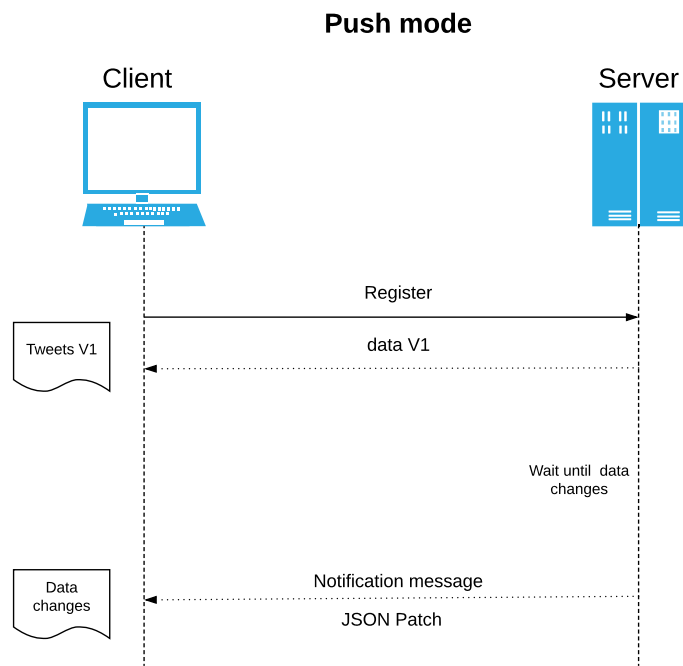 Push mode
Client
Server
Register
Tweets V1
data V1
Wait until data
changes
Data
changes
Notification message
JSON Patch